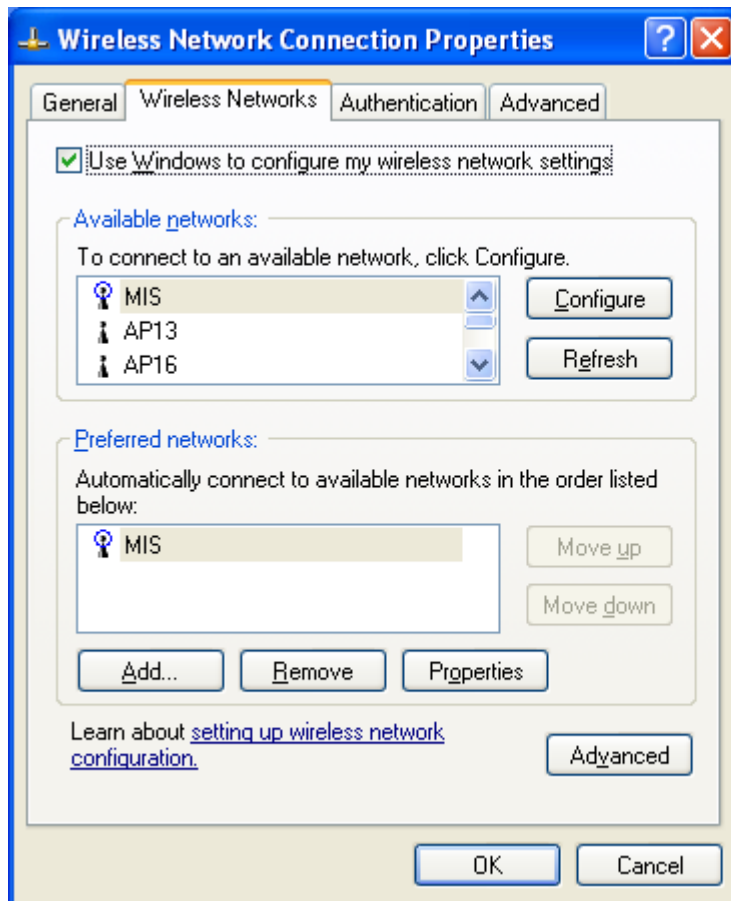 Wireless Network Connection Properties
General Wireless Networks Authentication Advanced
Use Windows to configure my wireless network settings
Available networks:
To connect to an available network, click Configure.
MIS
AP13
AP16
Configure
Refresh
Preferred networks:
Automatically connect to available networks in the order listed
below:
MIS
Move up
Move down
Add... Remove Properties
Learn about setting up wireless network
configuration.
Advanced
OK Cancel